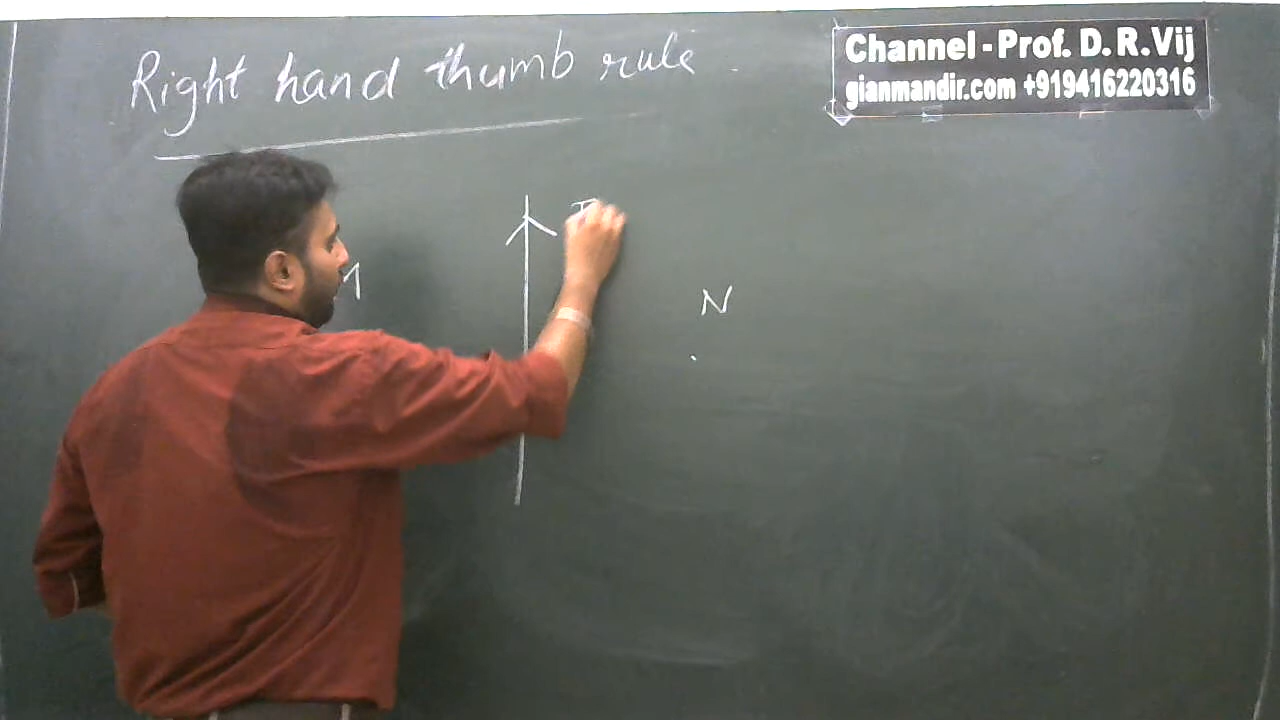 Right hand thumb rule
Channel - Prof. D. R. Vij
gianmandir.com +919416220316
N